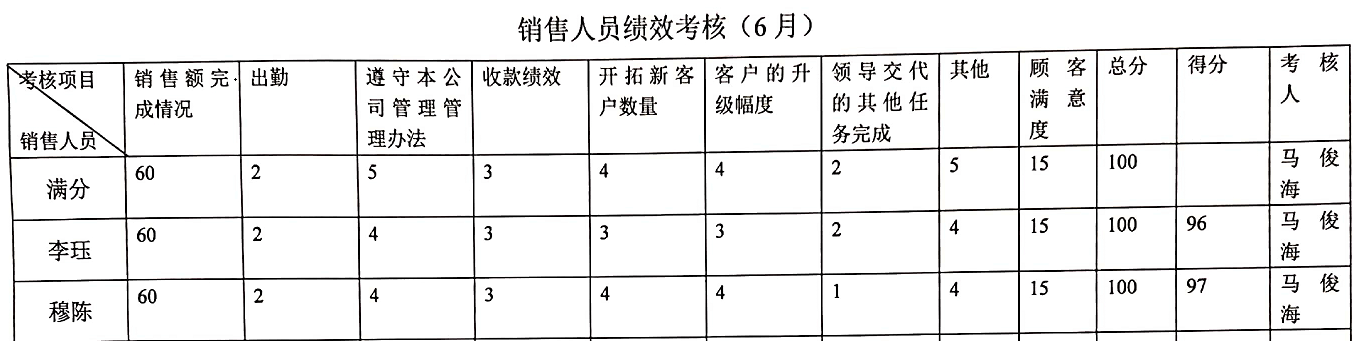 销售人员绩效考核（6 月）
考核项目 销售人员 销售额完成情况 出勤 遵守本公司管理管理办法 收款绩效 开拓新客户数量 客户的升级幅度 领导交代的其他任务完成 其他 顾客满意度 总分 得分 考核人
满分 60 2 5 3 4 4 2 5 15 100 马俊海
李珏 60 2 4 3 3 3 2 4 15 100 96 马俊海
穆陈 60 2 4 3 4 4 1 4 15 100 97 马俊海